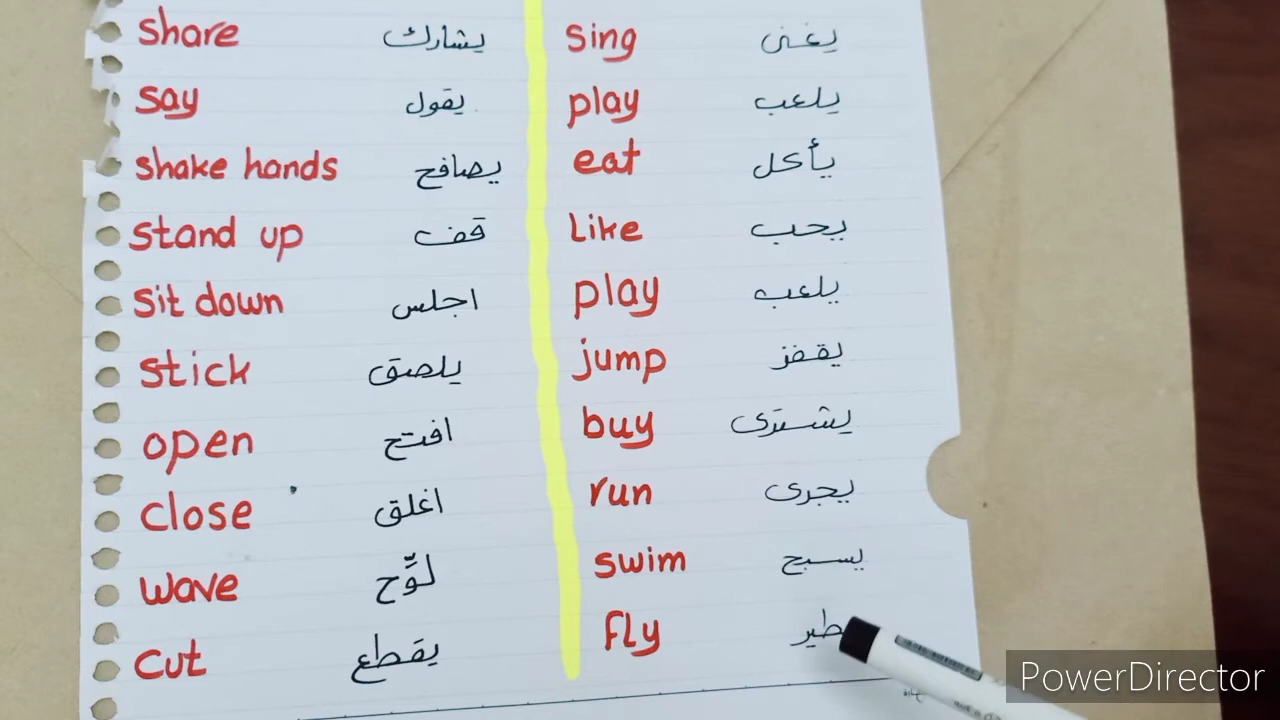 share يشارك
say يقول
shake hands يصافح
stand up قف
sit down اجلس
stick يلصق
open افتح
close اغلق
wave لوِّح
cut يقطع
sing يغنى
play يلعب
eat يأكل
like يحب
play يلعب
jump يقفز
buy يشترى
run يجرى
swim يسبح
fly
PowerDirector